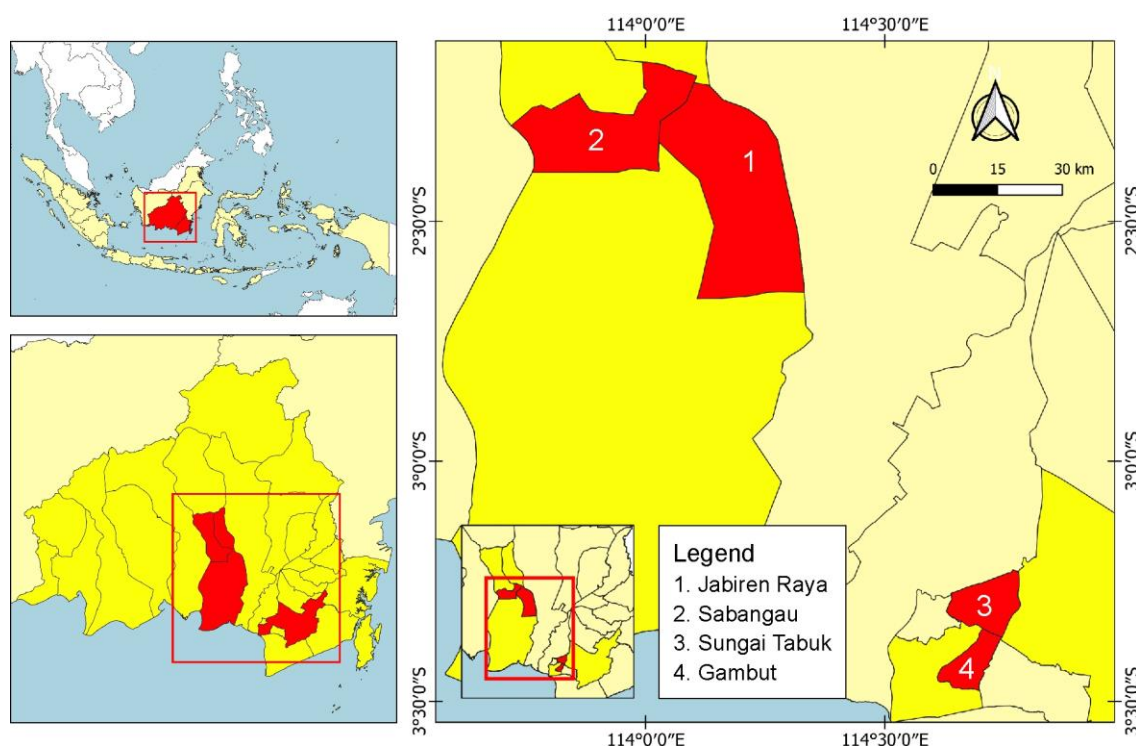 114°0'0"E 114°30'0"E
N
0 15 30 km
2
1
2°30'0"S 2°30'0"S
3°0'0"S 3°0'0"S
Legend
1. Jabiren Raya
2. Sabangau
3. Sungai Tabuk
4. Gambut
3
4
3°30'0"S 3°30'0"S
114°0'0"E 114°30'0"E